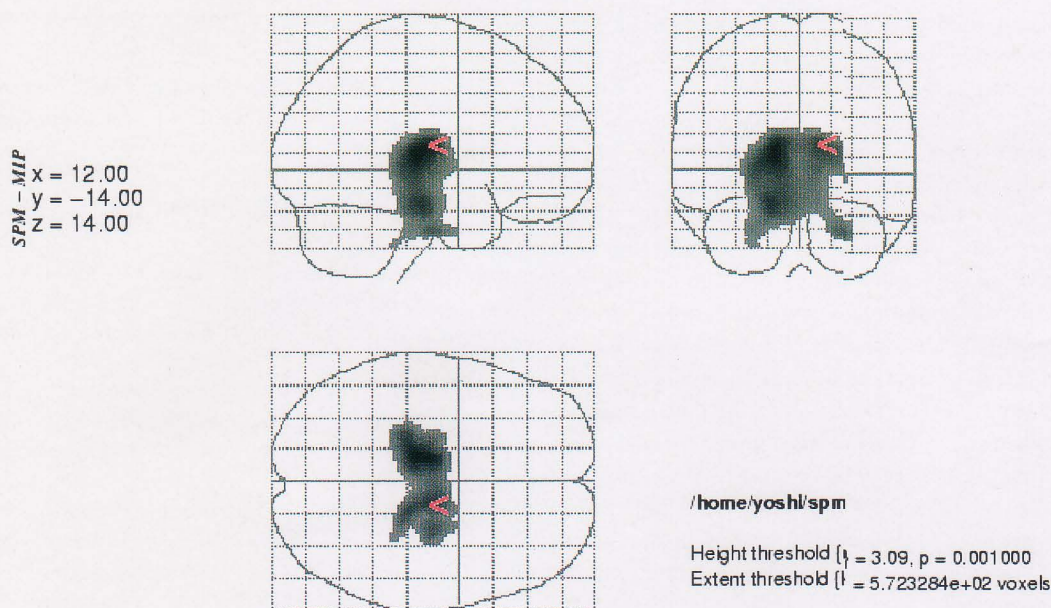 SPM – MIP
x = 12.00
y = −14.00
z = 14.00
/home/yoshi/spm
Height threshold { = 3.09, p = 0.001000
Extent threshold { = 5.723284e+02 voxels